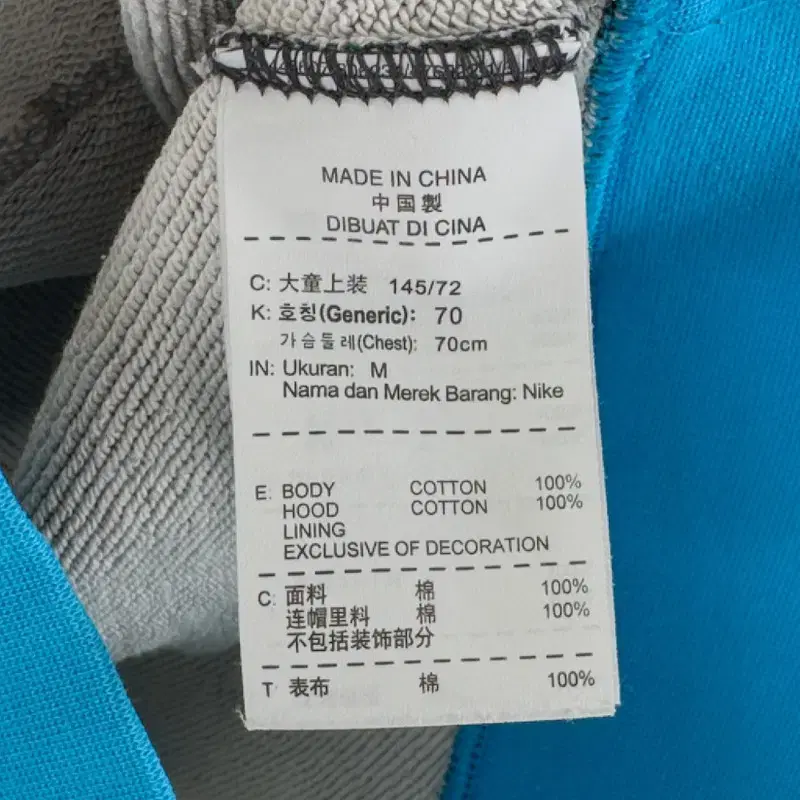 MADE IN CHINA
中国製
DIBUAT DI CINA
C: 大童上装 145/72
K: 호칭(Generic): 70
가슴둘레(Chest): 70cm
IN: Ukuran: M
Nama dan Merek Barang: Nike
E: BODY COTTON 100%
HOOD COTTON 100%
LINING
EXCLUSIVE OF DECORATION
C: 面料 棉 100%
连帽里料 棉 100%
不包括装饰部分
T 表布 棉 100%